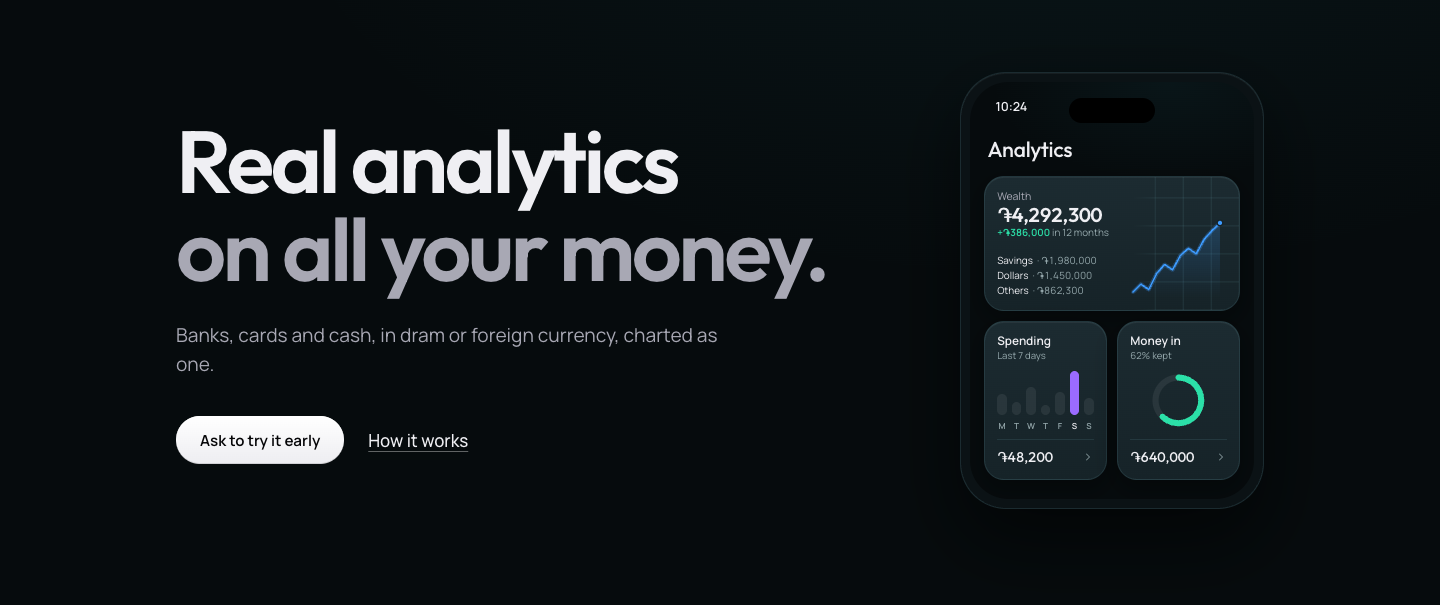 Real analytics
on all your money.
Banks, cards and cash, in dram or foreign currency, charted as
one.
Ask to try it early
How it works
10:24
Analytics
Wealth
֏4,292,300
+֏386,000 in 12 months
Savings · ֏1,980,000
Dollars · ֏1,450,000
Others · ֏862,300
Spending
Last 7 days
M T W T F S S
֏48,200
Money in
62% kept
֏640,000